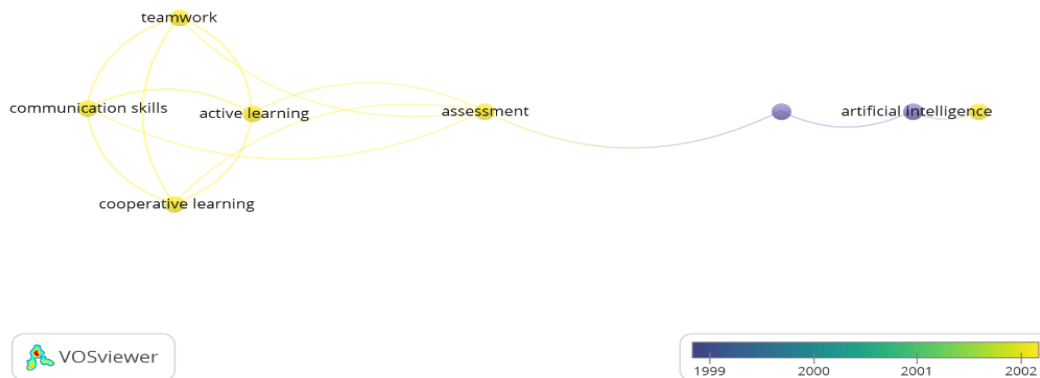 teamwork
communication skills
active learning
assessment
artificial intelligence
cooperative learning
VOSviewer
1999
2000
2001
2002